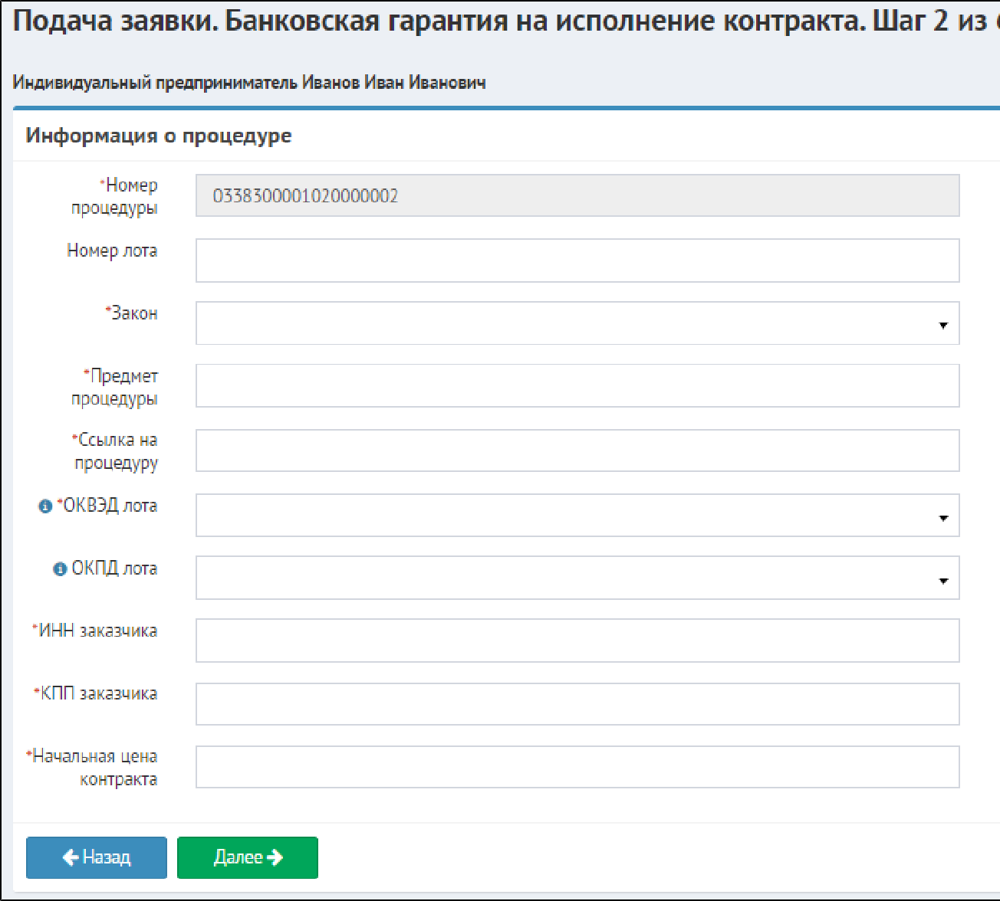 Подача заявки. Банковская гарантия на исполнение контракта. Шаг 2 из
Индивидуальный предприниматель Иванов Иван Иванович
Информация о процедуре
*Номер
процедуры
0338300001020000002
Номер лота
*Закон
*Предмет
процедуры
*Ссылка на
процедуру
*ОКВЭД лота
ОКПД лота
*ИНН заказчика
*КПП заказчика
*Начальная цена
контракта
Назад
Далее